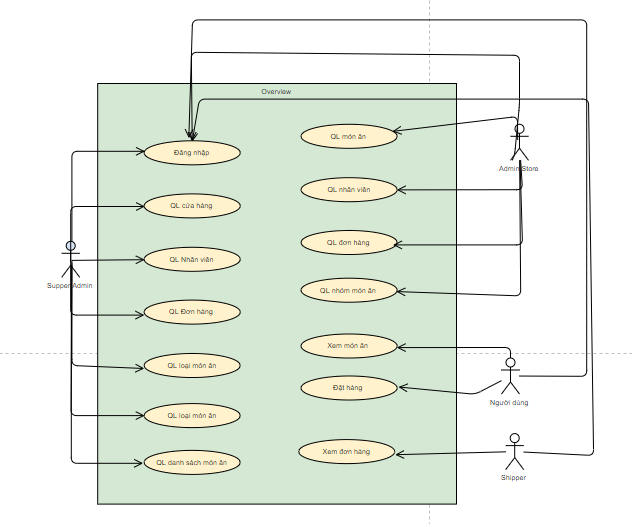 Overview
Đăng nhập
QL cửa hàng
QL Nhân viên
QL Đơn hàng
QL loại món ăn
QL loại món ăn
QL danh sách món ăn
QL món ăn
QL nhân viên
QL đơn hàng
QL nhóm món ăn
Xem món ăn
Đặt hàng
Xem đơn hàng
Supper Admin
Admin Store
Người dùng
Shipper